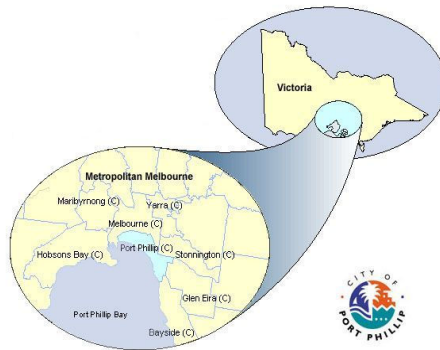 Victoria
Metropolitan Melbourne
Maribyrnong (C)
Yarra (C)
Melbourne (C)
Port Phillip (C)
Hobsons Bay (C)
Stonnington (C)
Glen Eira (C)
Port Phillip Bay
Bayside (C)
CITY OF
PORT PHILLIP